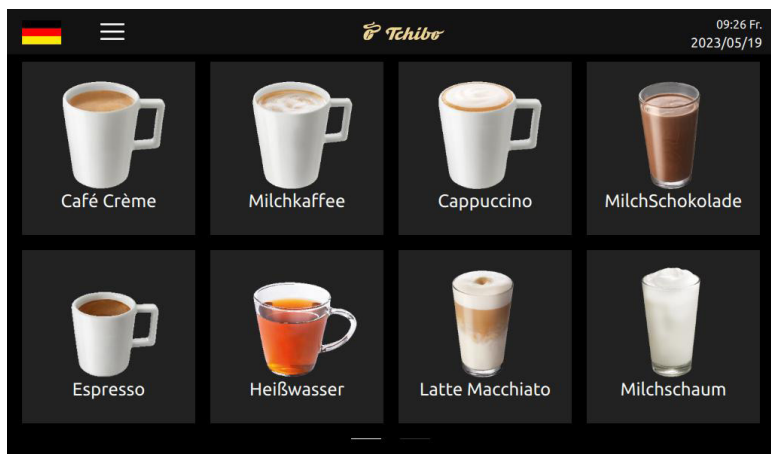 Tchibo
09:26 Fr.
2023/05/19
Café Crème
Milchkaffee
Cappuccino
MilchSchokolade
Espresso
Heißwasser
Latte Macchiato
Milchschaum